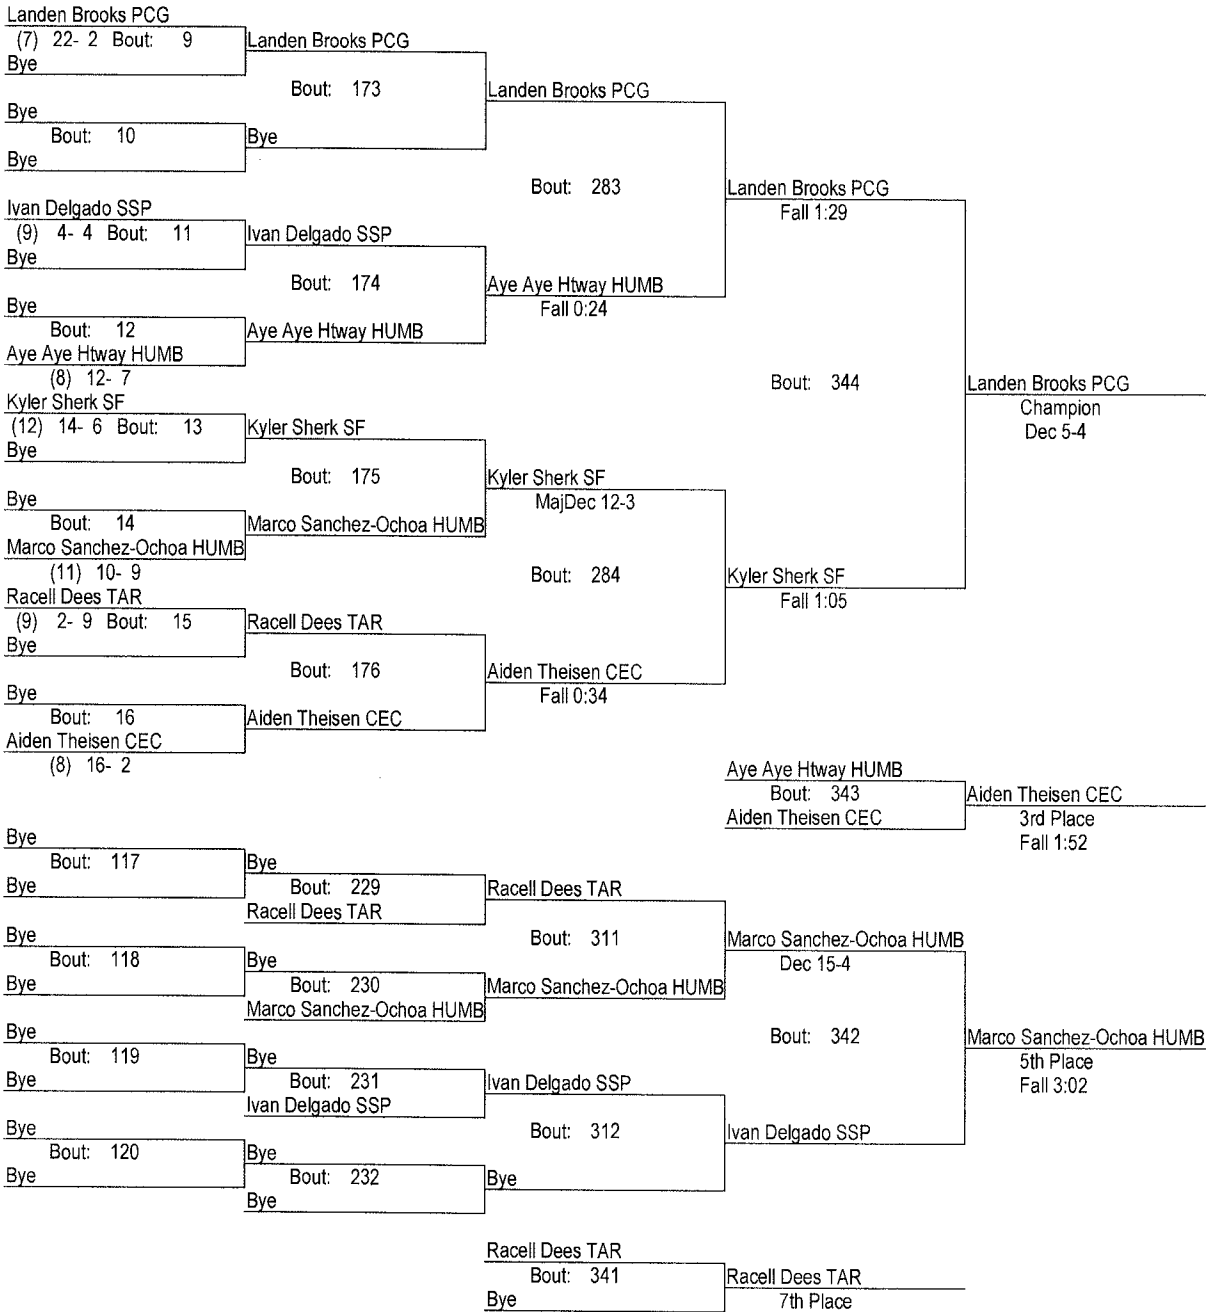 Landen Brooks PCG
(7) 22- 2 Bout: 9
Bye
Landen Brooks PCG
Bout: 173
Landen Brooks PCG
Bye
Bout: 10
Bye
Bye
Bout: 283
Landen Brooks PCG
Fall 1:29
Ivan Delgado SSP
(9) 4- 4 Bout: 11
Bye
Ivan Delgado SSP
Bout: 174
Aye Aye Htway HUMB
Fall 0:24
Bye
Bout: 12
Aye Aye Htway HUMB
(8) 12- 7
Aye Aye Htway HUMB
Bout: 344
Landen Brooks PCG
Champion
Dec 5-4
Kyler Sherk SF
(12) 14- 6 Bout: 13
Bye
Kyler Sherk SF
Bout: 175
Kyler Sherk SF
MajDec 12-3
Bye
Bout: 14
Marco Sanchez-Ochoa HUMB
(11) 10- 9
Marco Sanchez-Ochoa HUMB
Bout: 284
Kyler Sherk SF
Fall 1:05
Racell Dees TAR
(9) 2- 9 Bout: 15
Bye
Racell Dees TAR
Bout: 176
Aiden Theisen CEC
Fall 0:34
Bye
Bout: 16
Aiden Theisen CEC
(8) 16- 2
Aiden Theisen CEC
Aye Aye Htway HUMB
Bout: 343
Aiden Theisen CEC
Aiden Theisen CEC
3rd Place
Fall 1:52
Bye
Bout: 117
Bye
Bye
Bout: 229
Racell Dees TAR
Racell Dees TAR
Bout: 311
Marco Sanchez-Ochoa HUMB
Dec 15-4
Bye
Bout: 118
Bye
Bye
Bout: 230
Marco Sanchez-Ochoa HUMB
Marco Sanchez-Ochoa HUMB
Bout: 342
Marco Sanchez-Ochoa HUMB
5th Place
Fall 3:02
Bye
Bout: 119
Bye
Bye
Bout: 231
Ivan Delgado SSP
Ivan Delgado SSP
Bout: 312
Ivan Delgado SSP
Bye
Bout: 120
Bye
Bye
Bout: 232
Bye
Bye
Racell Dees TAR
Bout: 341
Bye
Racell Dees TAR
7th Place